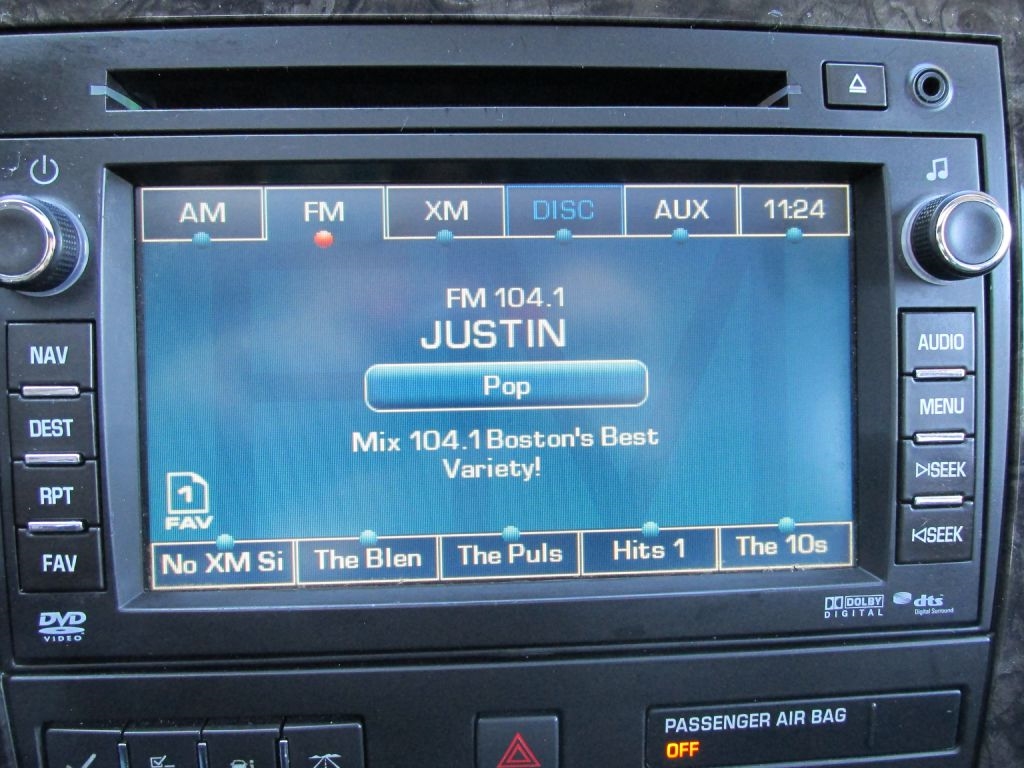 AM FM XM DISC AUX 11:24
FM 104.1
JUSTIN
Pop
Mix 104.1 Boston's Best
Variety!
1
FAV
No XM Si The Blen The Puls Hits 1 The 10s
NAV
DEST
RPT
FAV
AUDIO
MENU
SEEK
SEEK
DVD
VIDEO
DOLBY
DIGITAL
dts
Digital Surround
PASSENGER AIR BAG
OFF